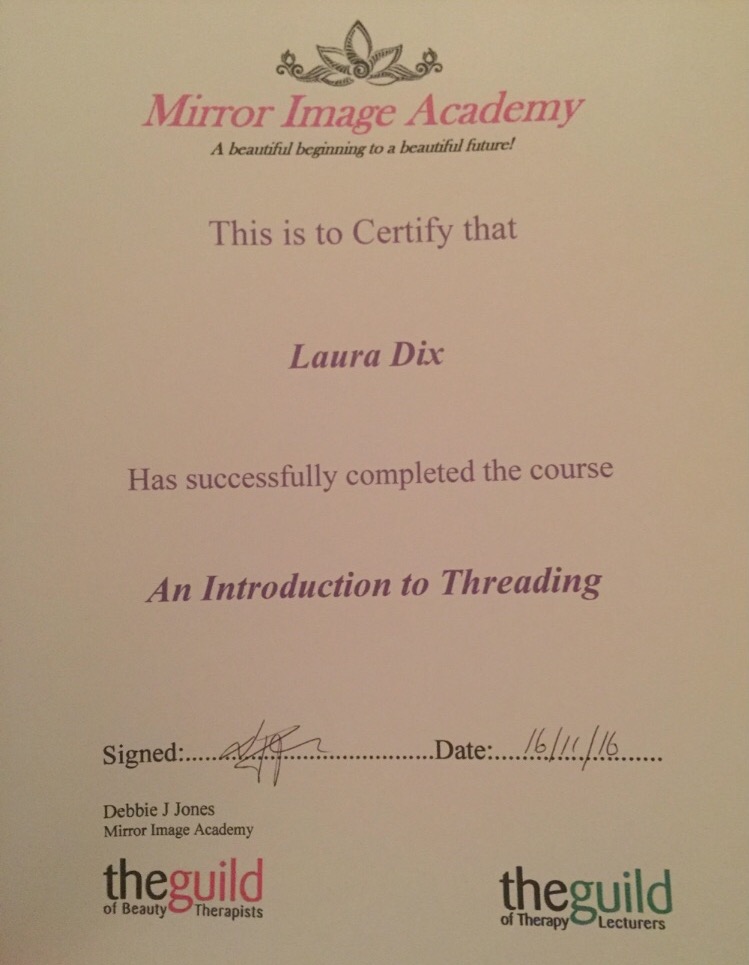 Mirror Image Academy
A beautiful beginning to a beautiful future!
This is to Certify that
Laura Dix
Has successfully completed the course
An Introduction to Threading
Signed:...............................................Date:....16/11/16.......
Debbie J Jones
Mirror Image Academy
theguild
of Beauty Therapists
theguild
of Therapy Lecturers